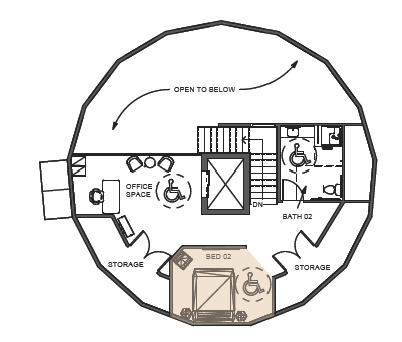 OPEN TO BELOW
OFFICE
SPACE
DN
BATH 02
BED 02
STORAGE
STORAGE